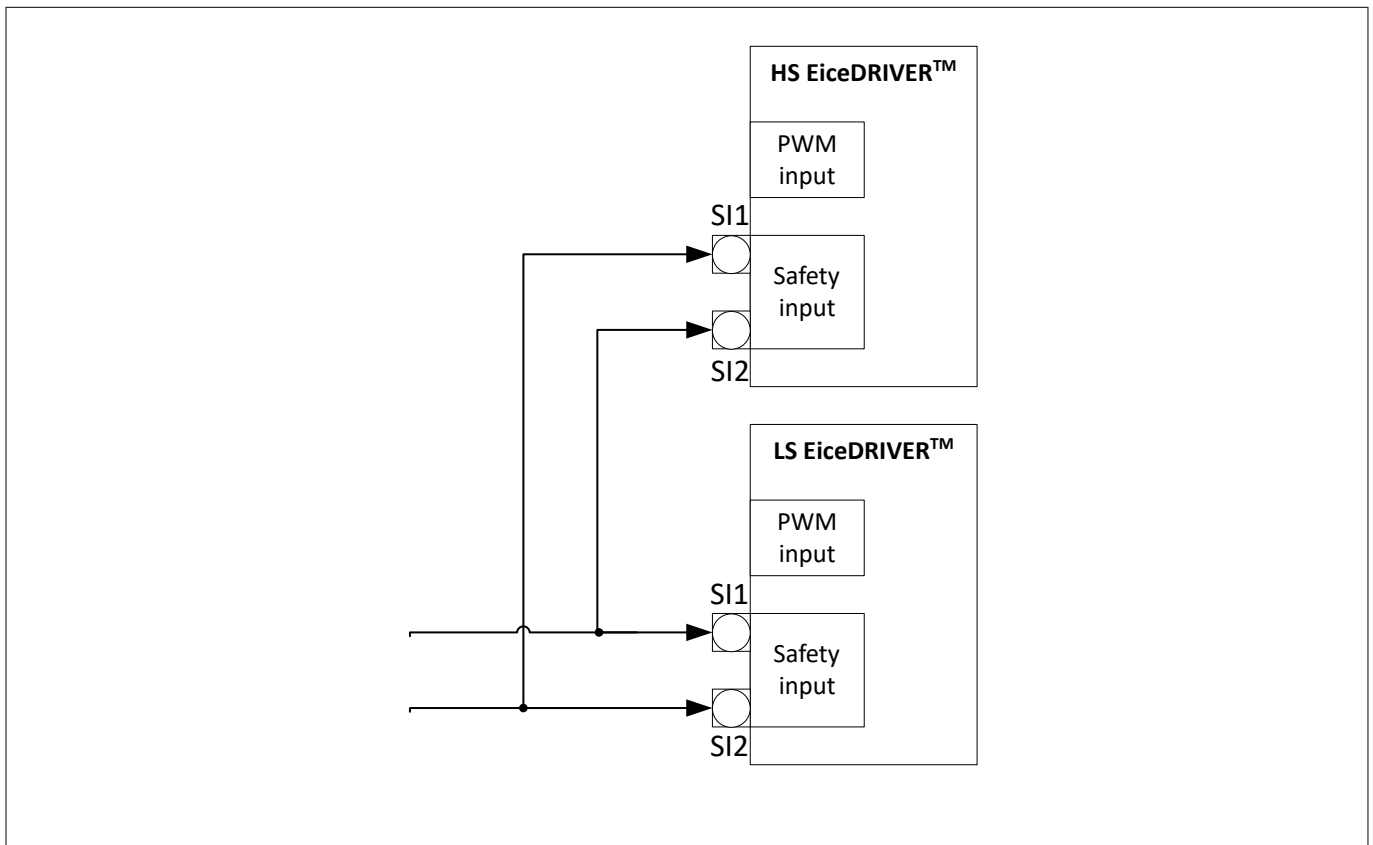 HS EiceDRIVER™
PWM
input
SI1
Safety
input
SI2
LS EiceDRIVER™
PWM
input
SI1
Safety
input
SI2